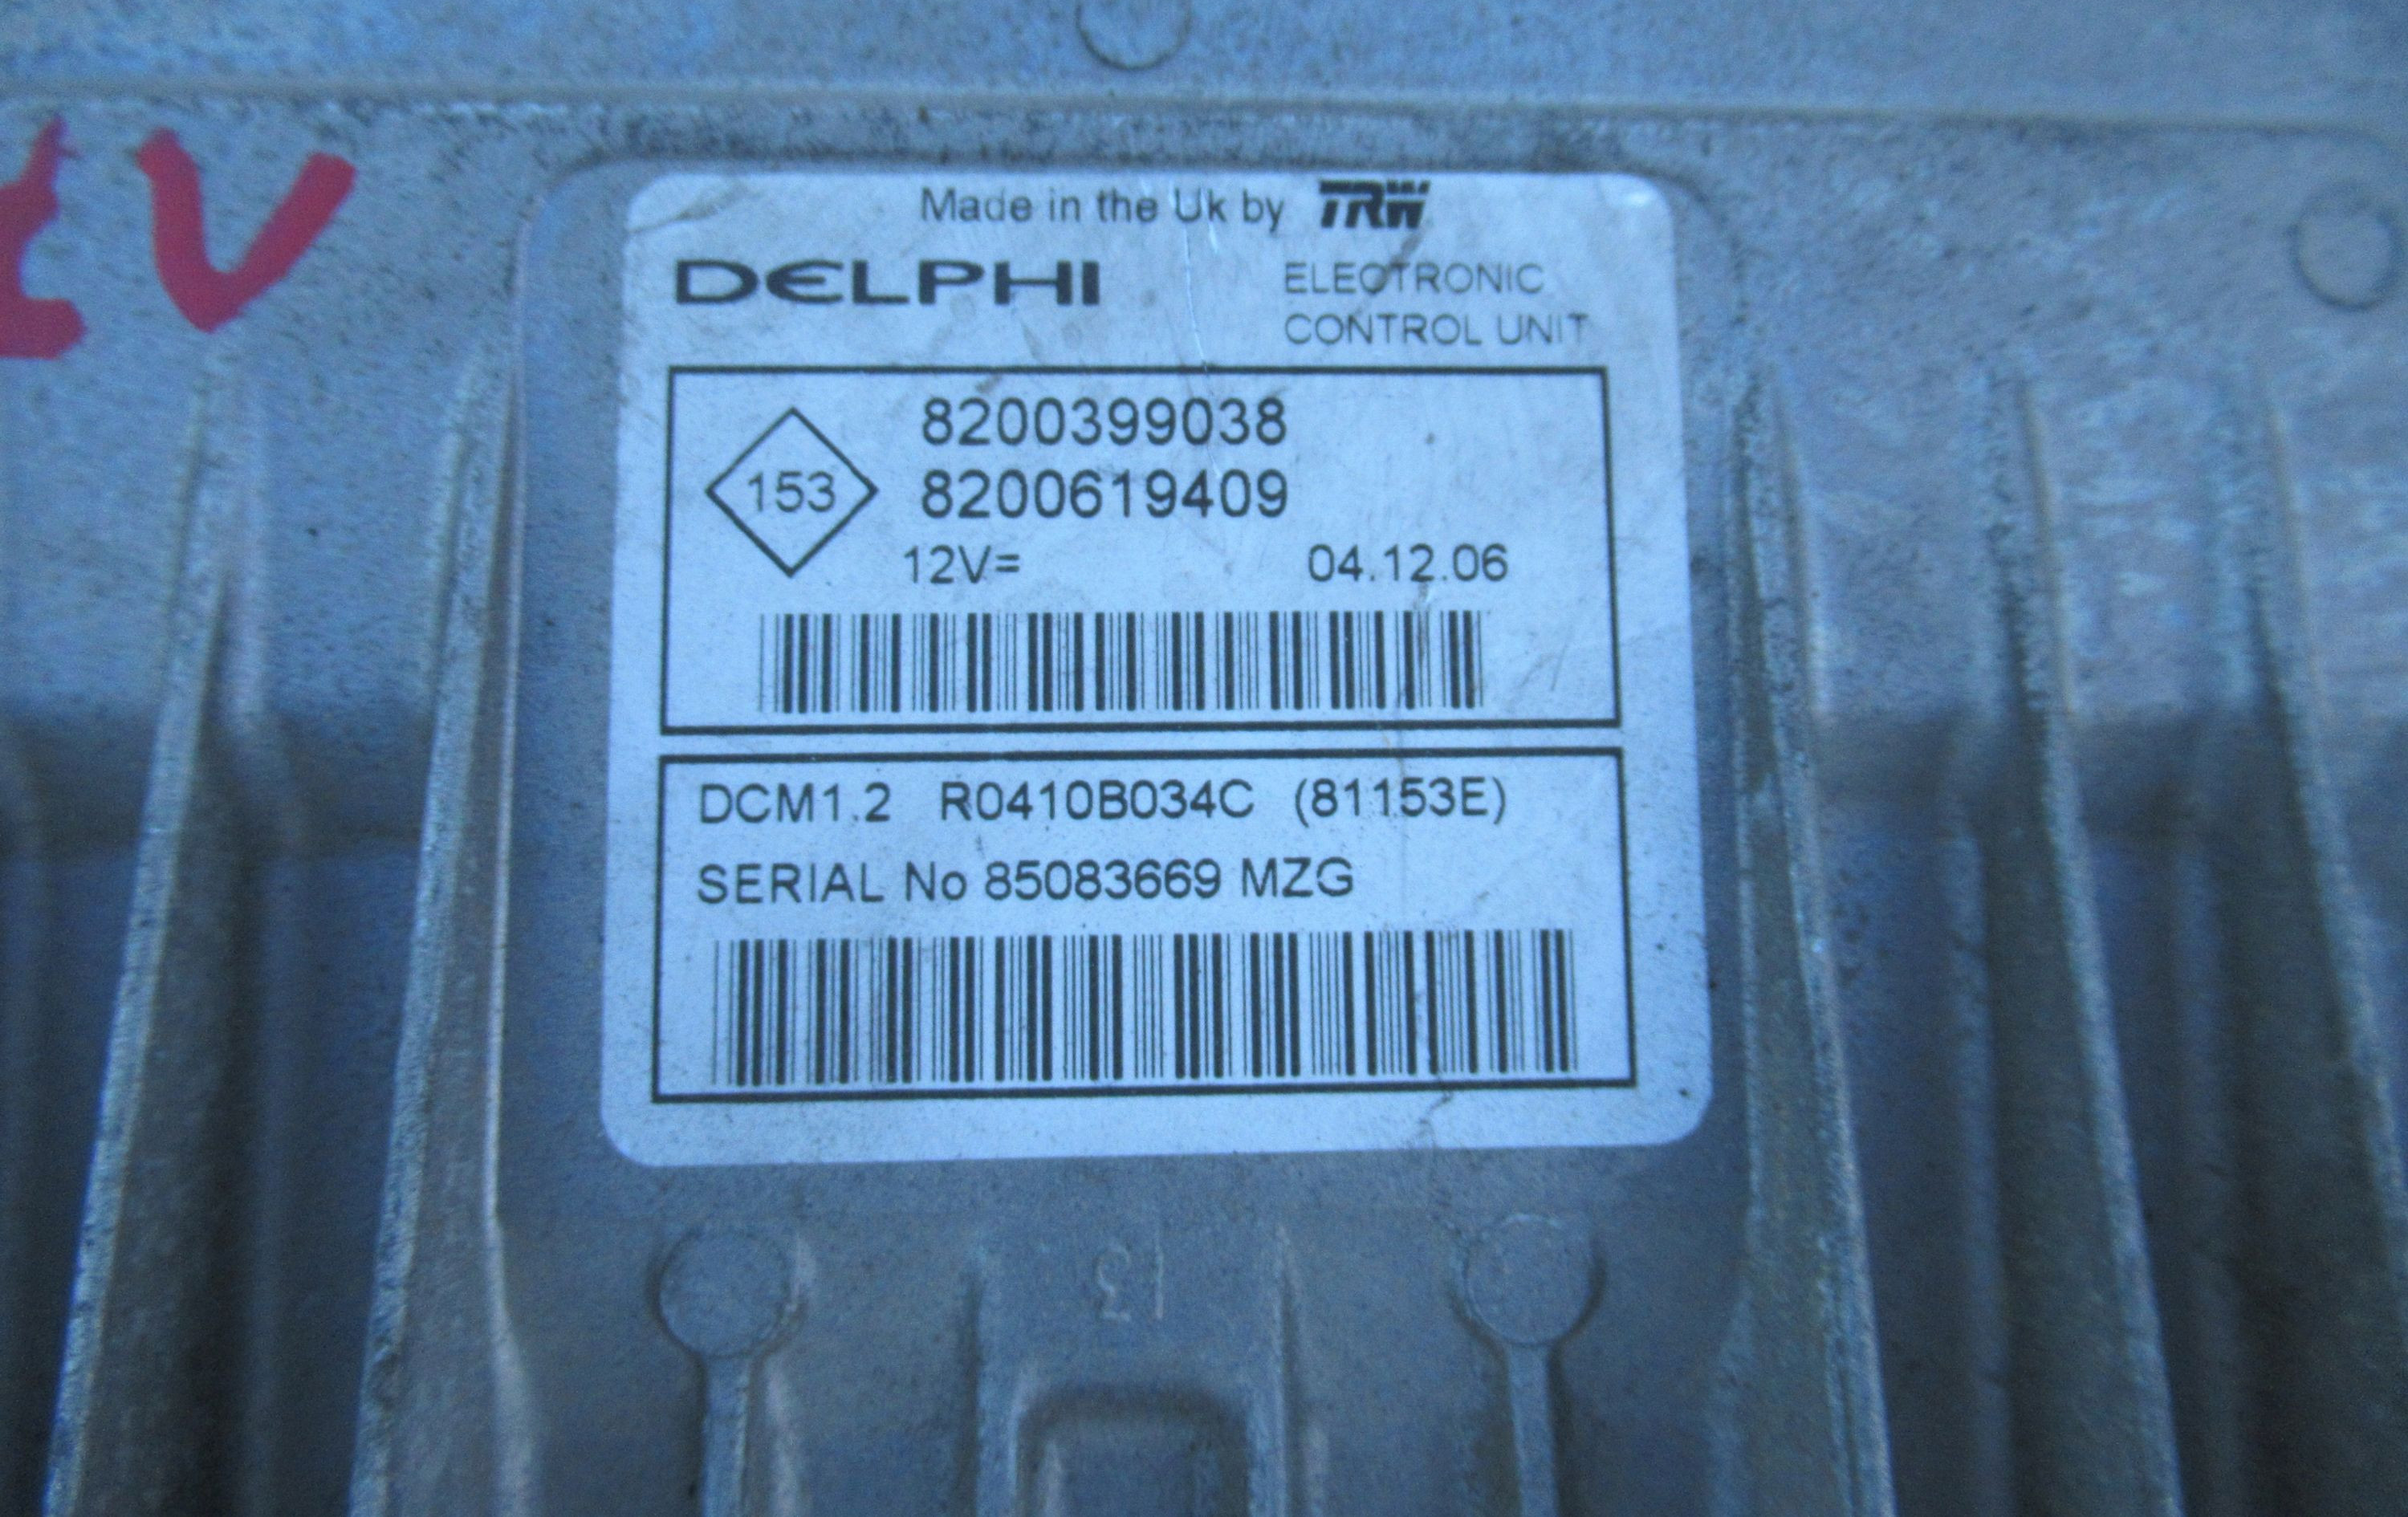 Made in the Uk by TRW
DELPHI
ELECTRONIC
CONTROL UNIT
8200399038
153
8200619409
12V= 04.12.06
DCM1.2 R0410B034C (81153E)
SERIAL No 85083669 MZG
13